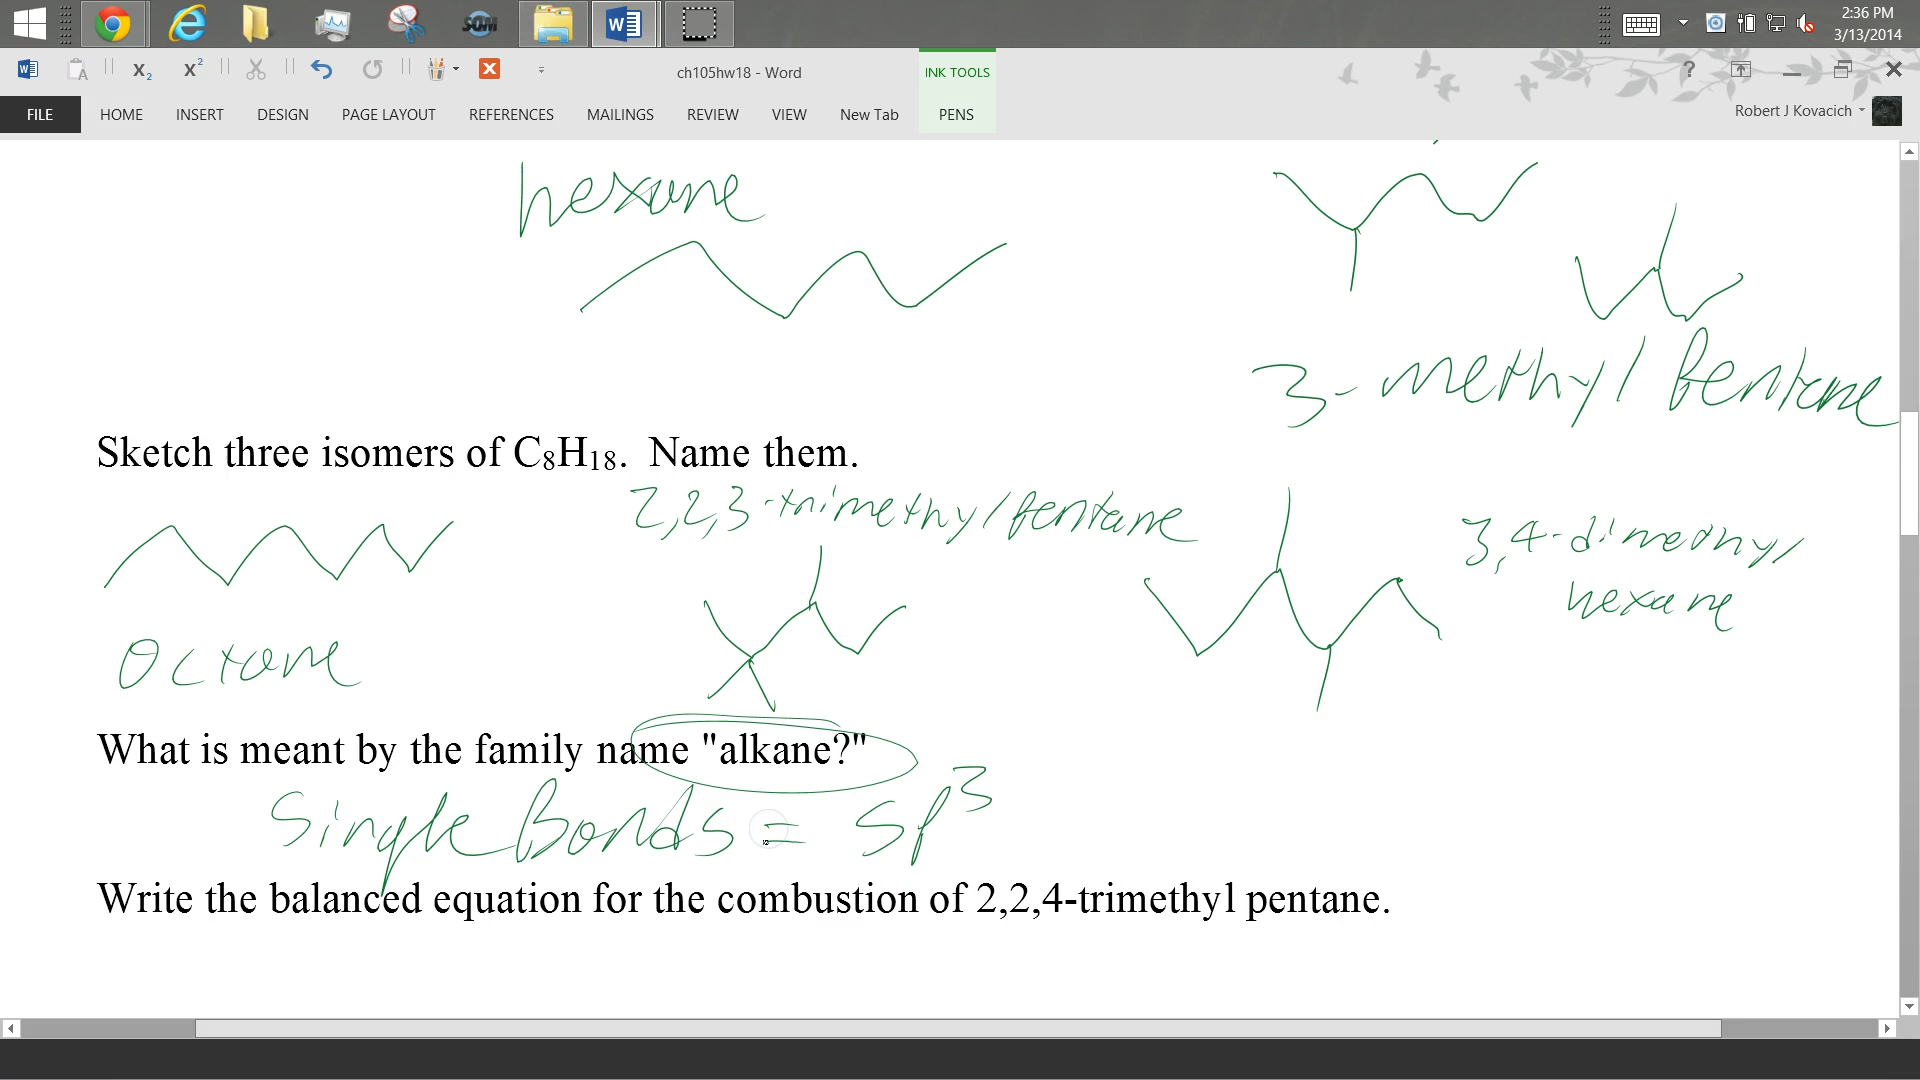 2:36 PM
3/13/2014
SQM
ch105hw18 - Word
INK TOOLS
FILE HOME INSERT DESIGN PAGE LAYOUT REFERENCES MAILINGS REVIEW VIEW New Tab PENS
Robert J Kovacich
hexane
3-methyl pentane
Sketch three isomers of C₈H₁₈. Name them.
2,2,3-trimethyl pentane
3,4-dimethyl
hexane
octane
What is meant by the family name "alkane?"
Single Bonds = sp³
Write the balanced equation for the combustion of 2,2,4-trimethyl pentane.